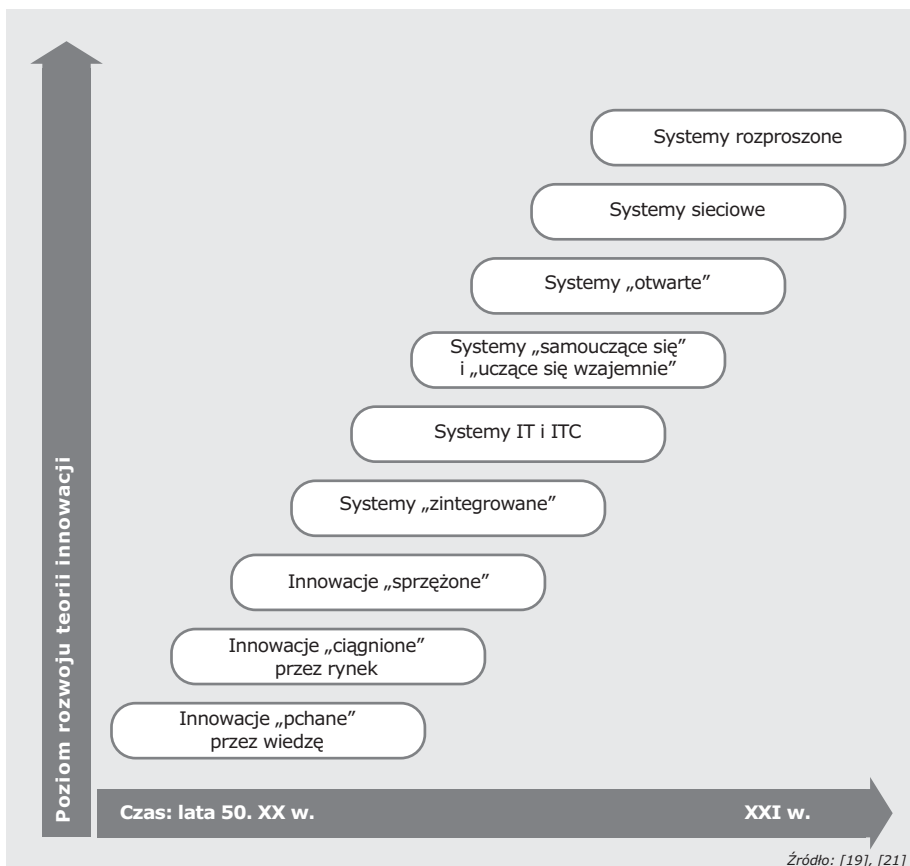 Systemy rozproszone
Systemy sieciowe
Systemy „otwarte”
Systemy „samouczące się”
i „uczące się wzajemnie”
Systemy IT i ITC
Systemy „zintegrowane”
Innowacje „sprzężone”
Innowacje „ciągnione”
przez rynek
Innowacje „pchane”
przez wiedzę
Poziom rozwoju teorii innowacji
Czas: lata 50. XX w.
XXI w.
Źródło: [19], [21]